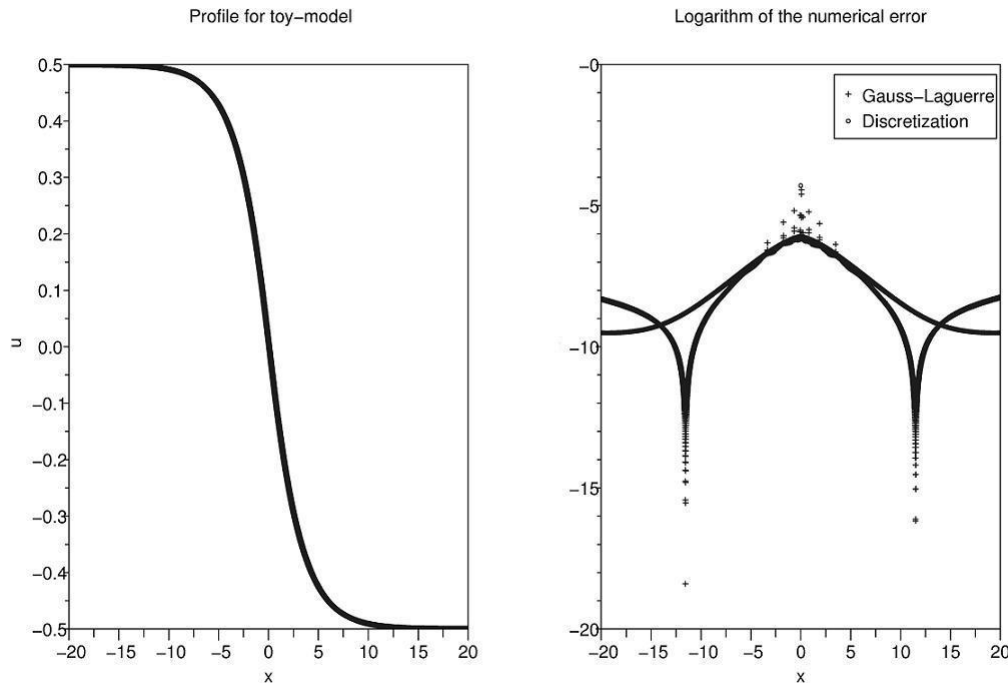 Profile for toy-model
0.5
0.4
0.3
0.2
0.1
0.0
-0.1
-0.2
-0.3
-0.4
-0.5
u
-20 -15 -10 -5 0 5 10 15 20
x
Logarithm of the numerical error
-0
-5
-10
-15
-20
+ Gauss-Laguerre
o Discretization
-20 -15 -10 -5 0 5 10 15 20
x